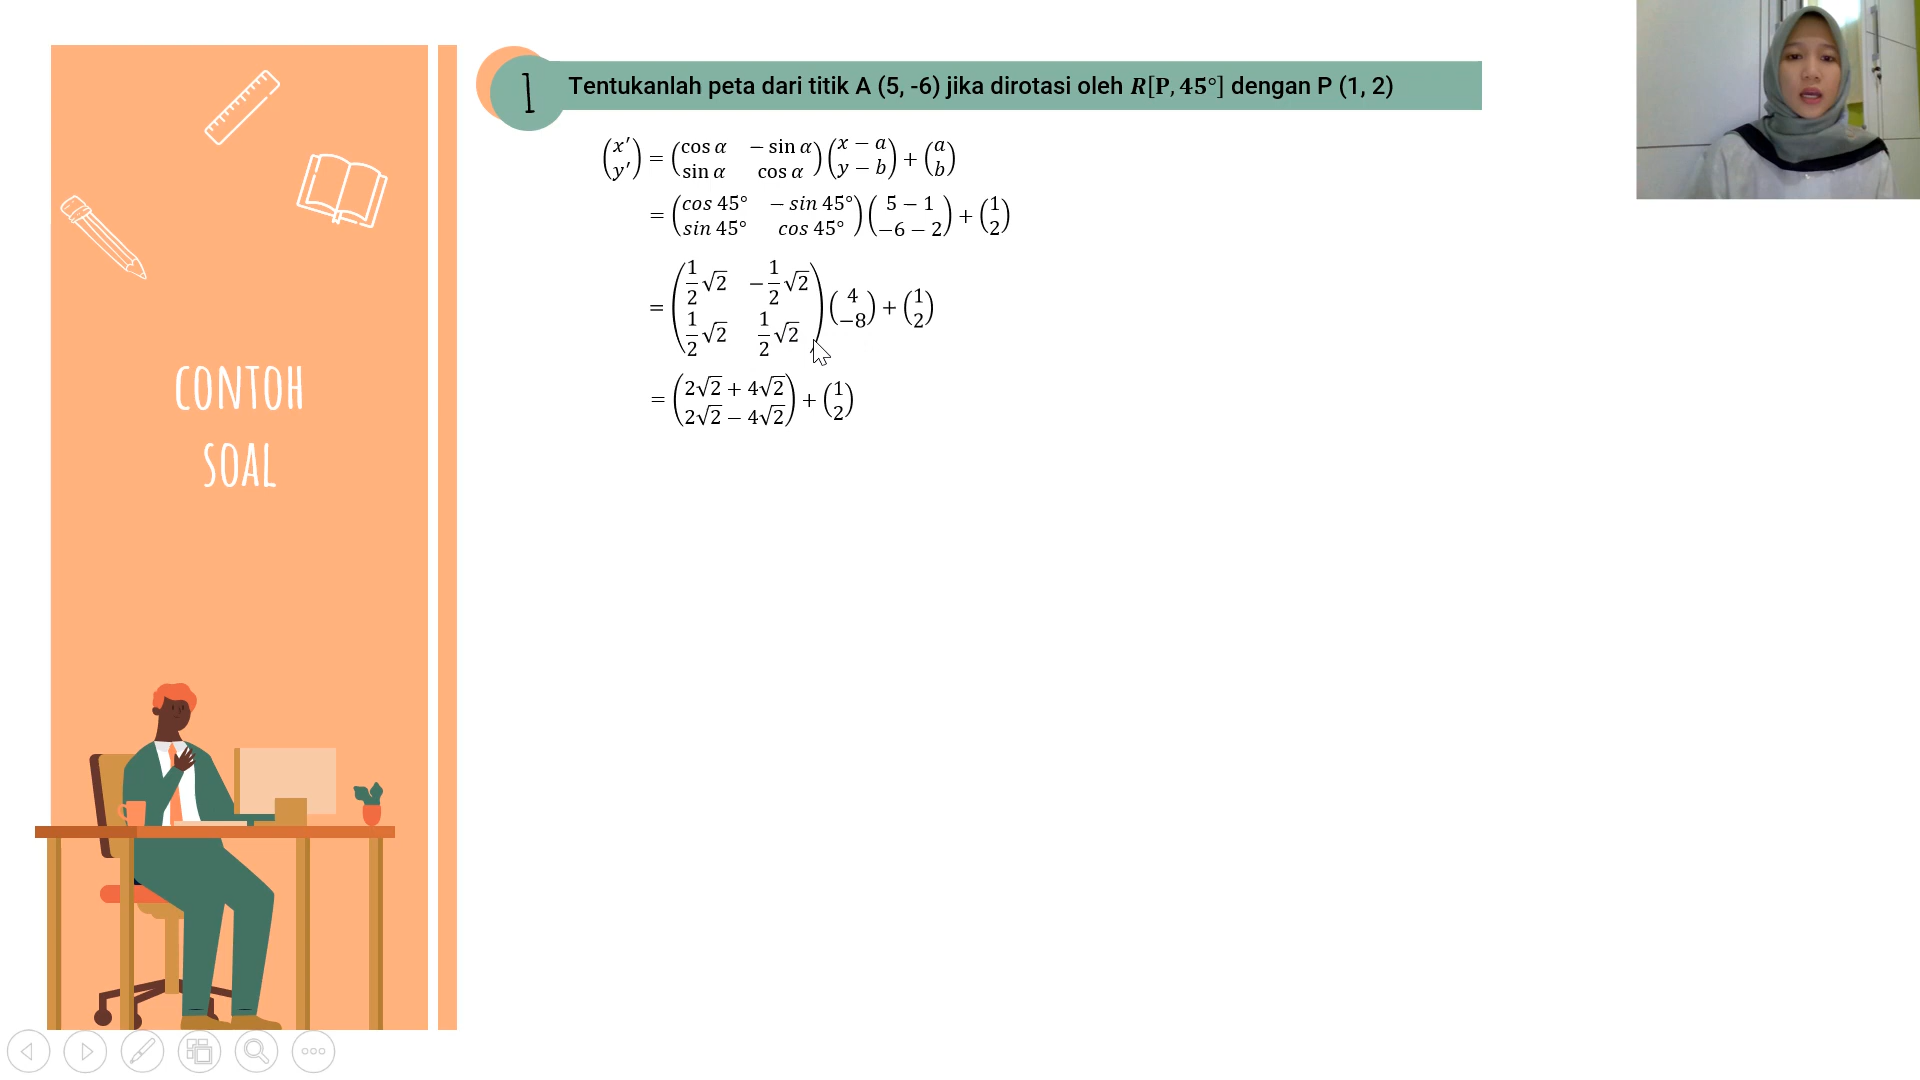 CONTOH
SOAL
1 Tentukanlah peta dari titik A (5, -6) jika dirotasi oleh R[P, 45°] dengan P (1, 2)
(x′ y′) = (cos α −sin α sin α cos α)(x − a y − b) + (a b)
= (cos 45° −sin 45° sin 45° cos 45°)(5 − 1 −6 − 2) + (1 2)
= (1/2√2 −1/2√2 1/2√2 1/2√2)(4 −8) + (1 2)
= (2√2 + 4√2 2√2 − 4√2) + (1 2)